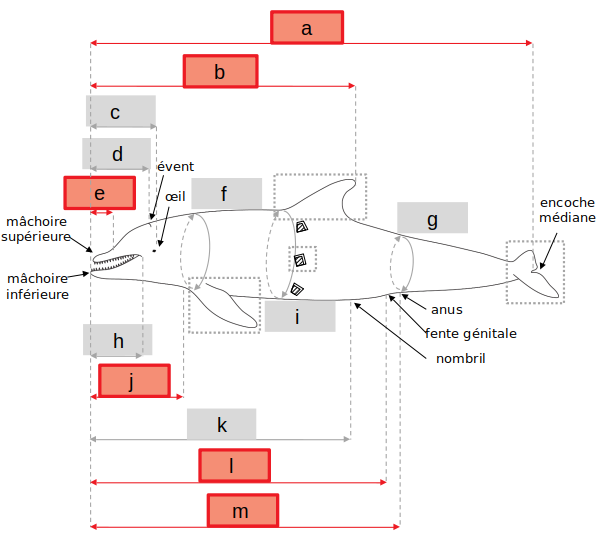 a
b
c
d
évent
e
f
œil
mâchoire
supérieure
g
encoche
médiane
mâchoire
inférieure
anus
i
fente génitale
h
nombril
j
k
l
m